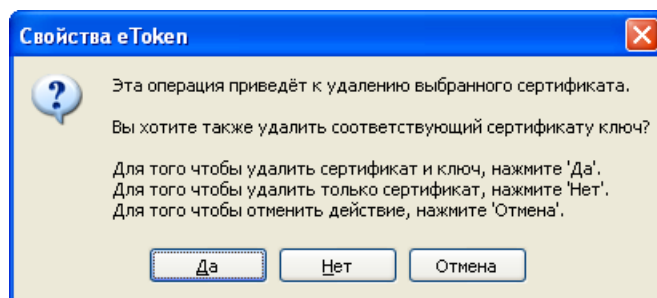 Свойства eToken
Эта операция приведёт к удалению выбранного сертификата.
Вы хотите также удалить соответствующий сертификату ключ?
Для того чтобы удалить сертификат и ключ, нажмите 'Да'.
Для того чтобы удалить только сертификат, нажмите 'Нет'.
Для того чтобы отменить действие, нажмите 'Отмена'.
Да Нет Отмена